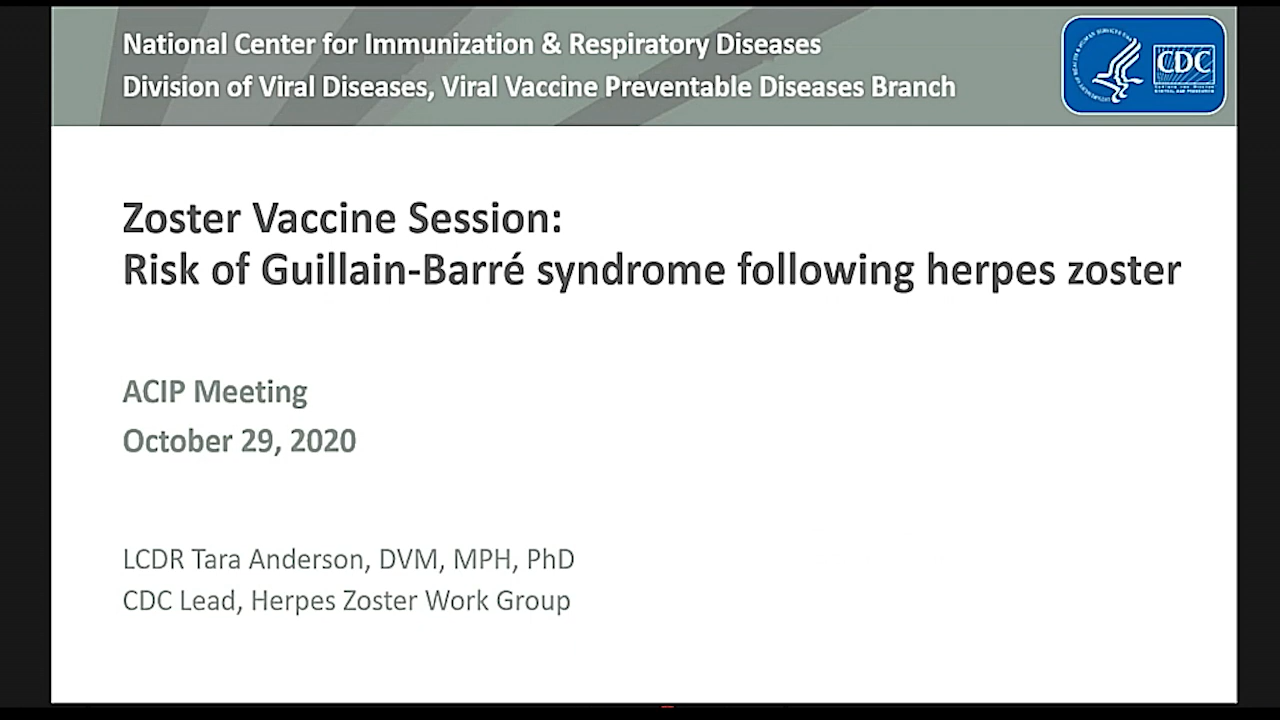 National Center for Immunization & Respiratory Diseases
Division of Viral Diseases, Viral Vaccine Preventable Diseases Branch
CDC
Zoster Vaccine Session:
Risk of Guillain-Barré syndrome following herpes zoster
ACIP Meeting
October 29, 2020
LCDR Tara Anderson, DVM, MPH, PhD
CDC Lead, Herpes Zoster Work Group